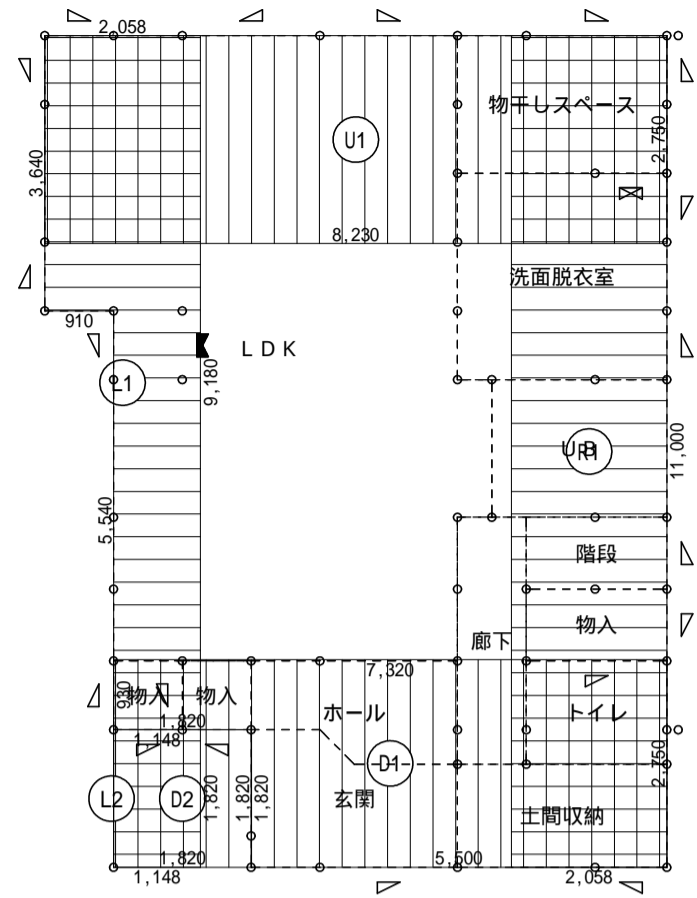 2,058
物干しスペース
U1
2,750
3,640
8,230
洗面脱衣室
910
LDK
L1
9,180
UB
R1
11,000
5,540
階段
物入
廊下
7,320
930
物入
物入
ホール
トイレ
1,820
1,148
D1
2,750
L2
D2
1,820
1,820
1,820
玄関
土間収納
1,820
5,500
1,148
2,058